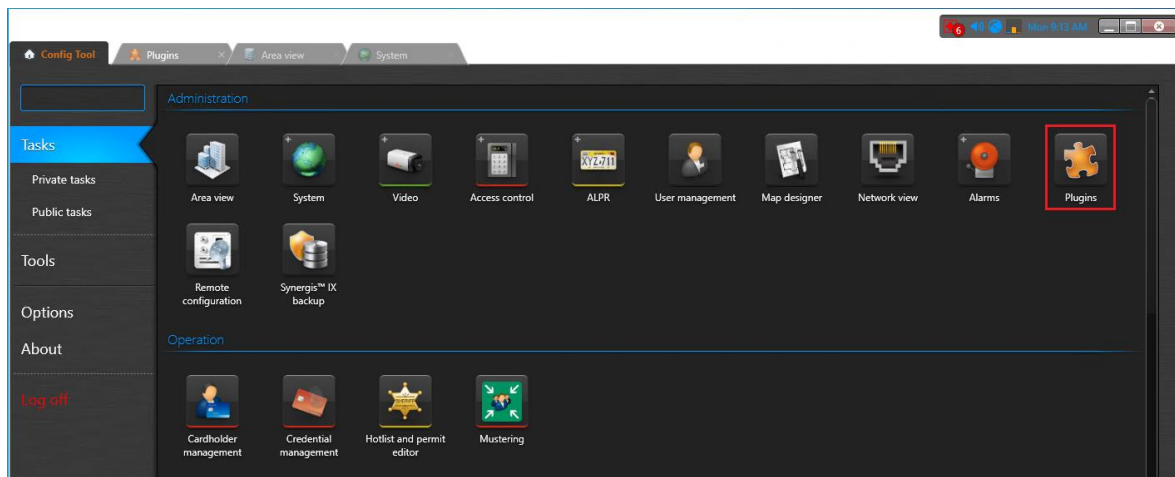 6
Mon 9:13 AM
Config Tool
Plugins
Area view
System
Administration
Tasks
Private tasks
Public tasks
Tools
Options
About
Log off
XYZ-711
Area view
System
Video
Access control
ALPR
User management
Map designer
Network view
Alarms
Plugins
Remote
configuration
Synergis™ IX
backup
Operation
SHERIFF
Cardholder
management
Credential
management
Hotlist and permit
editor
Mustering